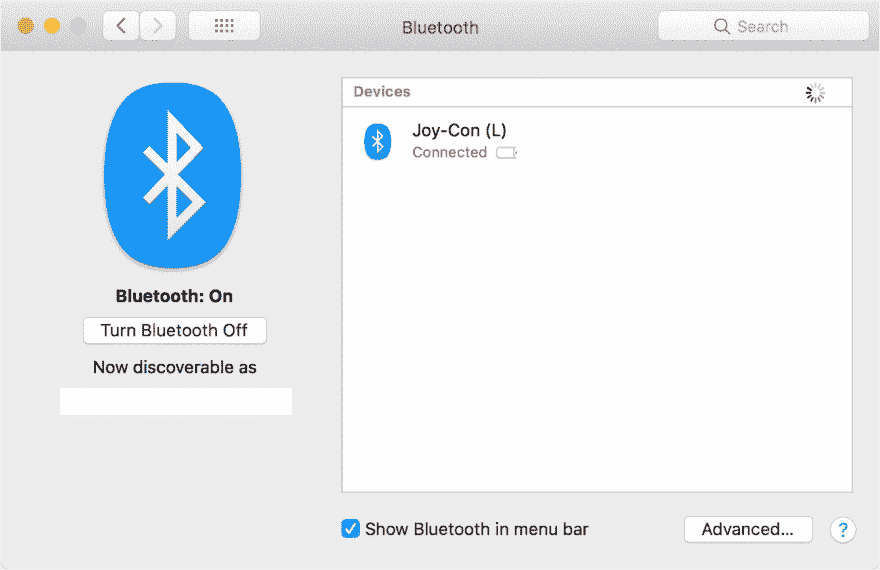 Bluetooth
Search
Devices
Joy-Con (L)
Connected
Bluetooth: On
Turn Bluetooth Off
Now discoverable as
Show Bluetooth in menu bar
Advanced...
?